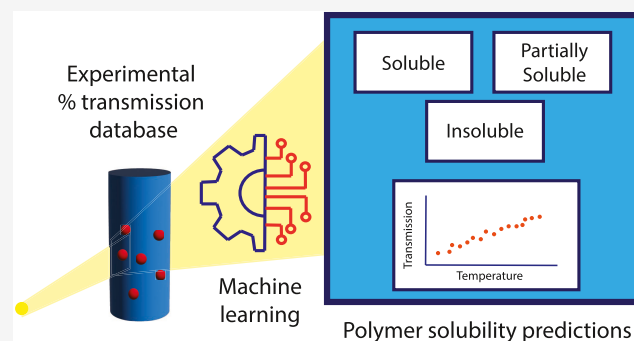 Experimental
% transmission
database
Machine
learning
Soluble
Partially
Soluble
Insoluble
Transmission
Temperature
Polymer solubility predictions